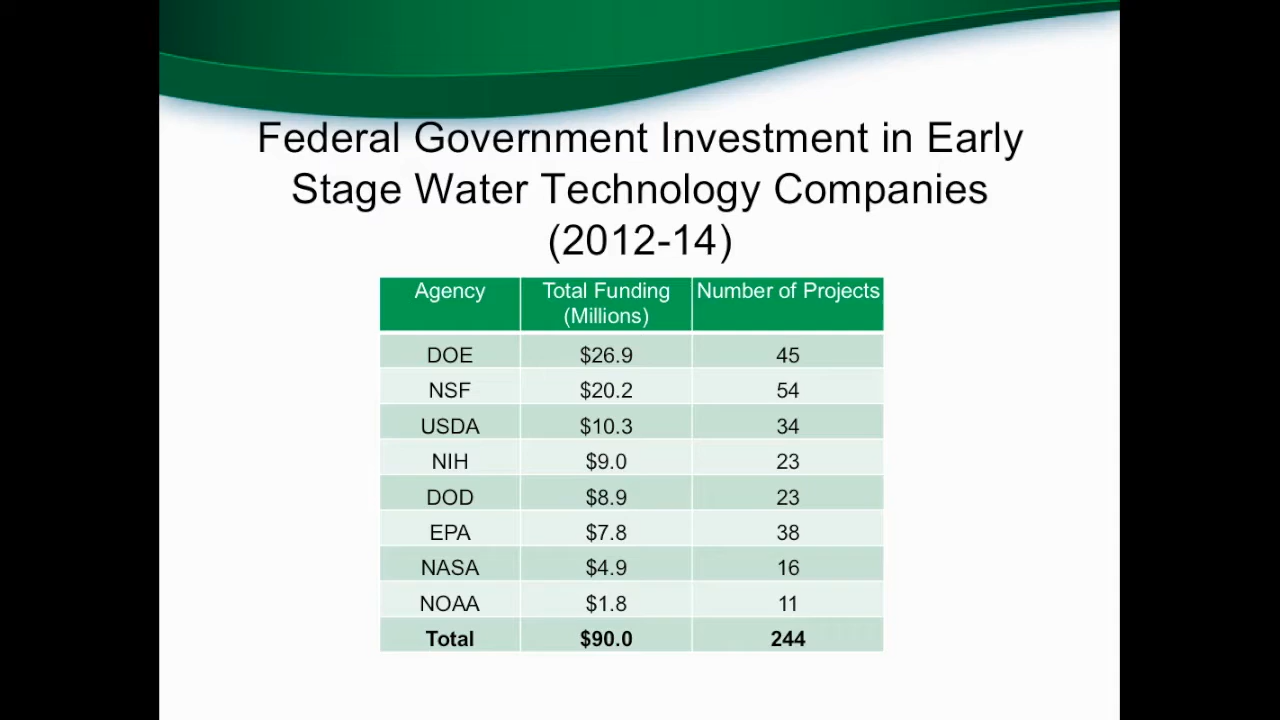 Federal Government Investment in Early
Stage Water Technology Companies
(2012-14)
Agency Total Funding (Millions) Number of Projects
DOE $26.9 45
NSF $20.2 54
USDA $10.3 34
NIH $9.0 23
DOD $8.9 23
EPA $7.8 38
NASA $4.9 16
NOAA $1.8 11
Total $90.0 244